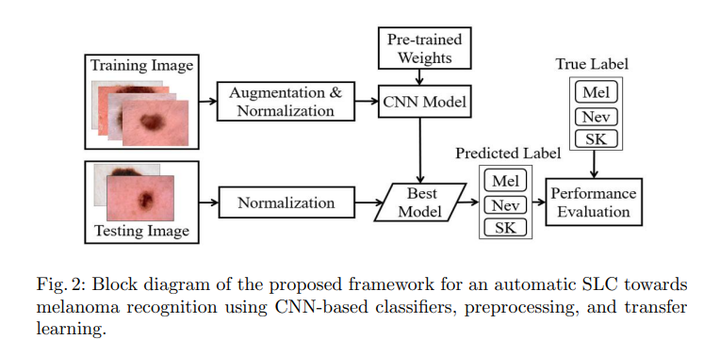 Pre-trained
Weights
Training Image
Augmentation &
Normalization
CNN Model
True Label
Mel
Nev
SK
Testing Image
Normalization
Best
Model
Predicted Label
Mel
Nev
SK
Performance
Evaluation
Fig. 2: Block diagram of the proposed framework for an automatic SLC towards
melanoma recognition using CNN-based classifiers, preprocessing, and transfer
learning.